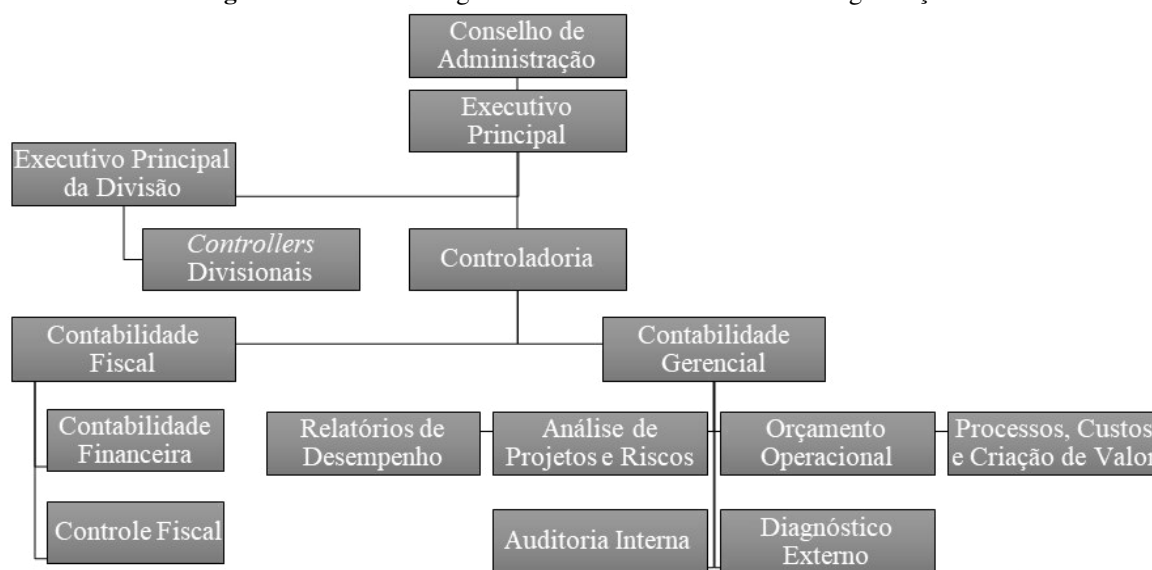 Conselho de
Administração
Executivo
Principal
Executivo Principal
da Divisão
Controllers
Divisionais
Controladoria
Contabilidade
Fiscal
Contabilidade
Gerencial
Contabilidade
Financeira
Relatórios de
Desempenho
Análise de
Projetos e Riscos
Orçamento
Operacional
Processos, Custos
e Criação de Valor
Controle Fiscal
Auditoria Interna
Diagnóstico
Externo